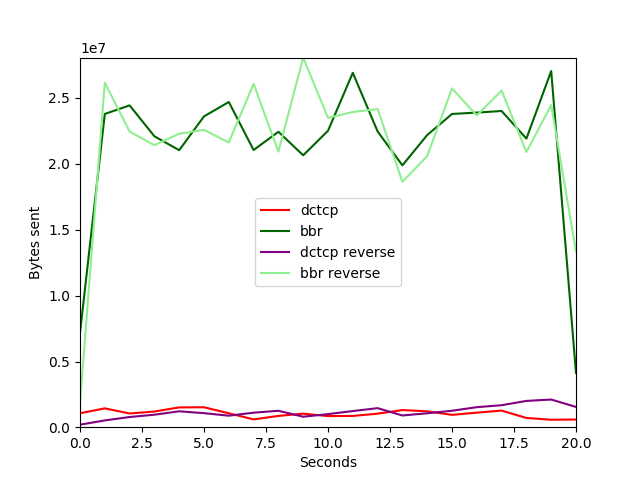 1e7
2.5
2.0
1.5
1.0
0.5
0.0
Bytes sent
dctcp
bbr
dctcp reverse
bbr reverse
0.0 2.5 5.0 7.5 10.0 12.5 15.0 17.5 20.0
Seconds